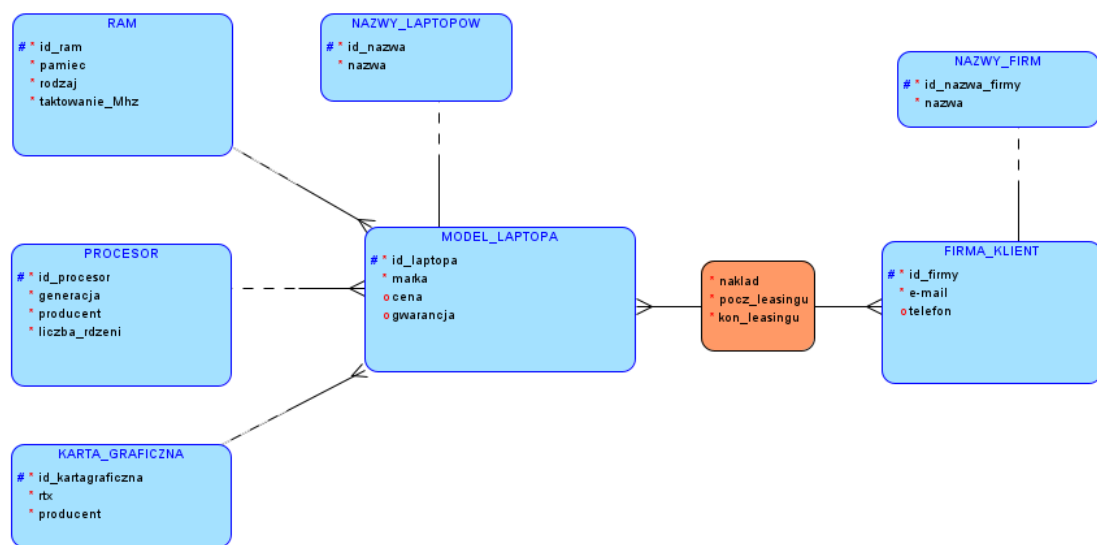 RAM
# * id_ram
* pamiec
* rodzaj
* taktowanie_Mhz
NAZWY_LAPTOPOW
# * id_nazwa
* nazwa
NAZWY_FIRM
# * id_nazwa_firmy
* nazwa
PROCESOR
# * id_procesor
* generacja
* producent
* liczba_rdzeni
MODEL_LAPTOPA
# * id_laptopa
* marka
o cena
o gwarancja
* naklad
* pocz_leasingu
* kon_leasingu
FIRMA_KLIENT
# * id_firmy
* e-mail
o telefon
KARTA_GRAFICZNA
# * id_kartagraficzna
* rtx
* producent